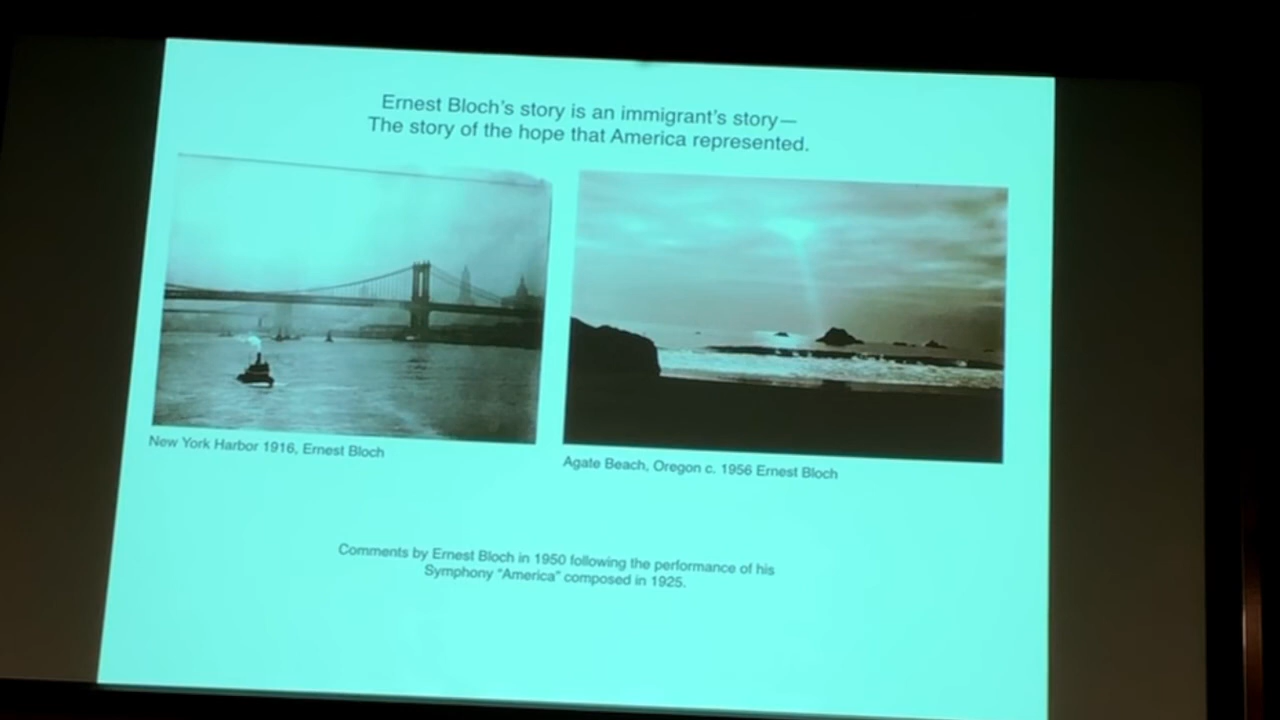 Ernest Bloch's story is an immigrant's story—
The story of the hope that America represented.
New York Harbor 1916, Ernest Bloch
Agate Beach, Oregon c. 1956 Ernest Bloch
Comments by Ernest Bloch in 1950 following the performance of his
Symphony "America" composed in 1925.